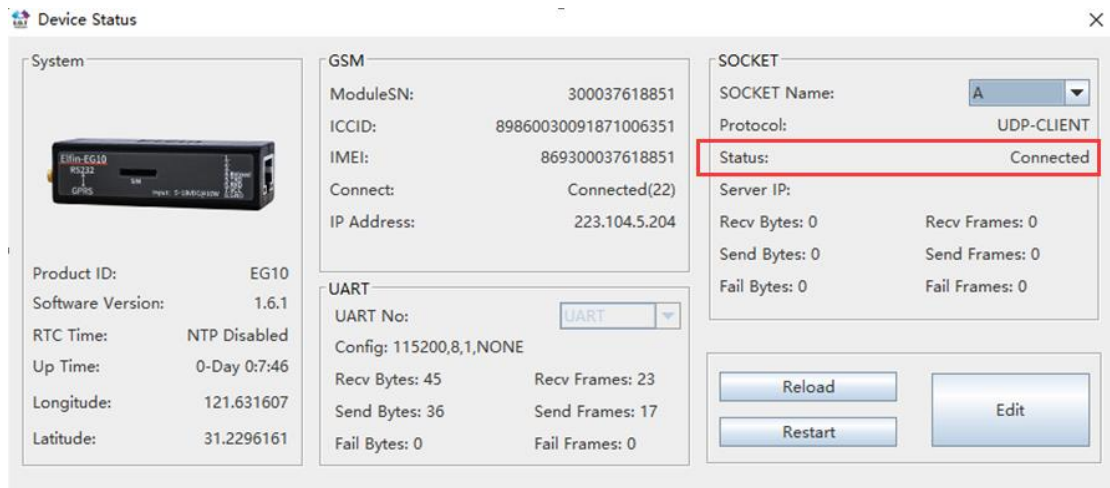 Device Status
System
Elfin-EG10
RS232
GPRS
SIM
Product ID: EG10
Software Version: 1.6.1
RTC Time: NTP Disabled
Up Time: 0-Day 0:7:46
Longitude: 121.631607
Latitude: 31.2296161
GSM
ModuleSN: 300037618851
ICCID: 89860030091871006351
IMEI: 869300037618851
Connect: Connected(22)
IP Address: 223.104.5.204
UART
UART No: UART
Config: 115200,8,1,NONE
Recv Bytes: 45 Recv Frames: 23
Send Bytes: 36 Send Frames: 17
Fail Bytes: 0 Fail Frames: 0
SOCKET
SOCKET Name: A
Protocol: UDP-CLIENT
Status: Connected
Server IP:
Recv Bytes: 0 Recv Frames: 0
Send Bytes: 0 Send Frames: 0
Fail Bytes: 0 Fail Frames: 0
Reload
Restart
Edit